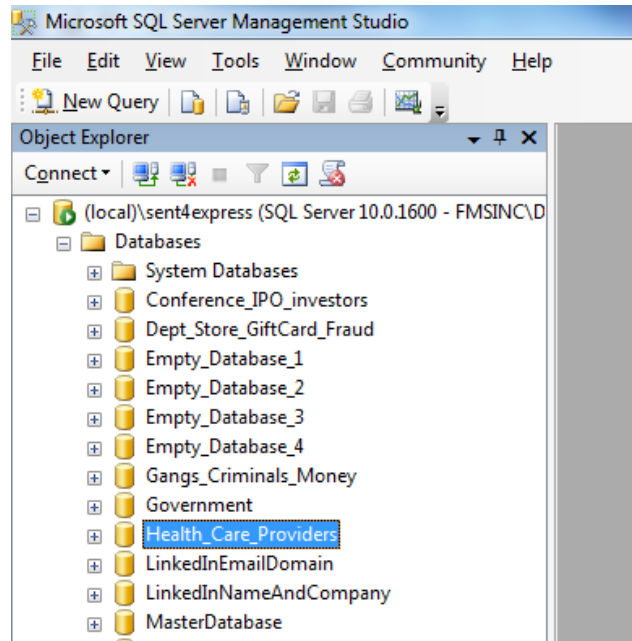 Microsoft SQL Server Management Studio
File Edit View Tools Window Community Help
New Query
Object Explorer
Connect
(local)\sent4express (SQL Server 10.0.1600 - FMSINC\D
Databases
System Databases
Conference_IPO_investors
Dept_Store_GiftCard_Fraud
Empty_Database_1
Empty_Database_2
Empty_Database_3
Empty_Database_4
Gangs_Criminals_Money
Government
Health_Care_Providers
LinkedInEmailDomain
LinkedInNameAndCompany
MasterDatabase